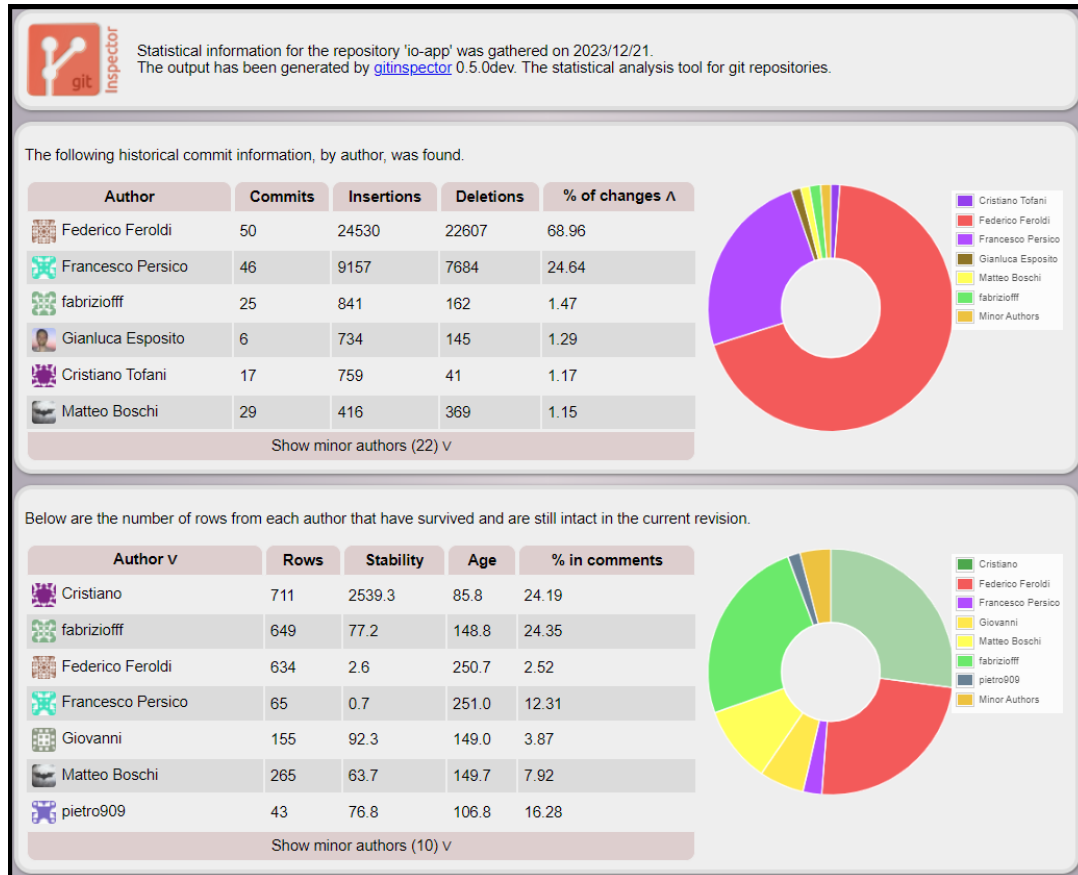 git
Inspector
Statistical information for the repository 'io-app' was gathered on 2023/12/21.
The output has been generated by gitinspector 0.5.0dev. The statistical analysis tool for git repositories.
The following historical commit information, by author, was found.
Author Commits Insertions Deletions % of changes ∧
Federico Feroldi 50 24530 22607 68.96
Francesco Persico 46 9157 7684 24.64
fabriziofff 25 841 162 1.47
Gianluca Esposito 6 734 145 1.29
Cristiano Tofani 17 759 41 1.17
Matteo Boschi 29 416 369 1.15
Show minor authors (22) ∨
Cristiano Tofani
Federico Feroldi
Francesco Persico
Gianluca Esposito
Matteo Boschi
fabriziofff
Minor Authors
Below are the number of rows from each author that have survived and are still intact in the current revision.
Author ∨ Rows Stability Age % in comments
Cristiano 711 2539.3 85.8 24.19
fabriziofff 649 77.2 148.8 24.35
Federico Feroldi 634 2.6 250.7 2.52
Francesco Persico 65 0.7 251.0 12.31
Giovanni 155 92.3 149.0 3.87
Matteo Boschi 265 63.7 149.7 7.92
pietro909 43 76.8 106.8 16.28
Show minor authors (10) ∨
Cristiano
Federico Feroldi
Francesco Persico
Giovanni
Matteo Boschi
fabriziofff
pietro909
Minor Authors